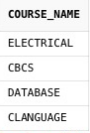 COURSE_NAME
ELECTRICAL
CBCS
DATABASE
CLANGUAGE